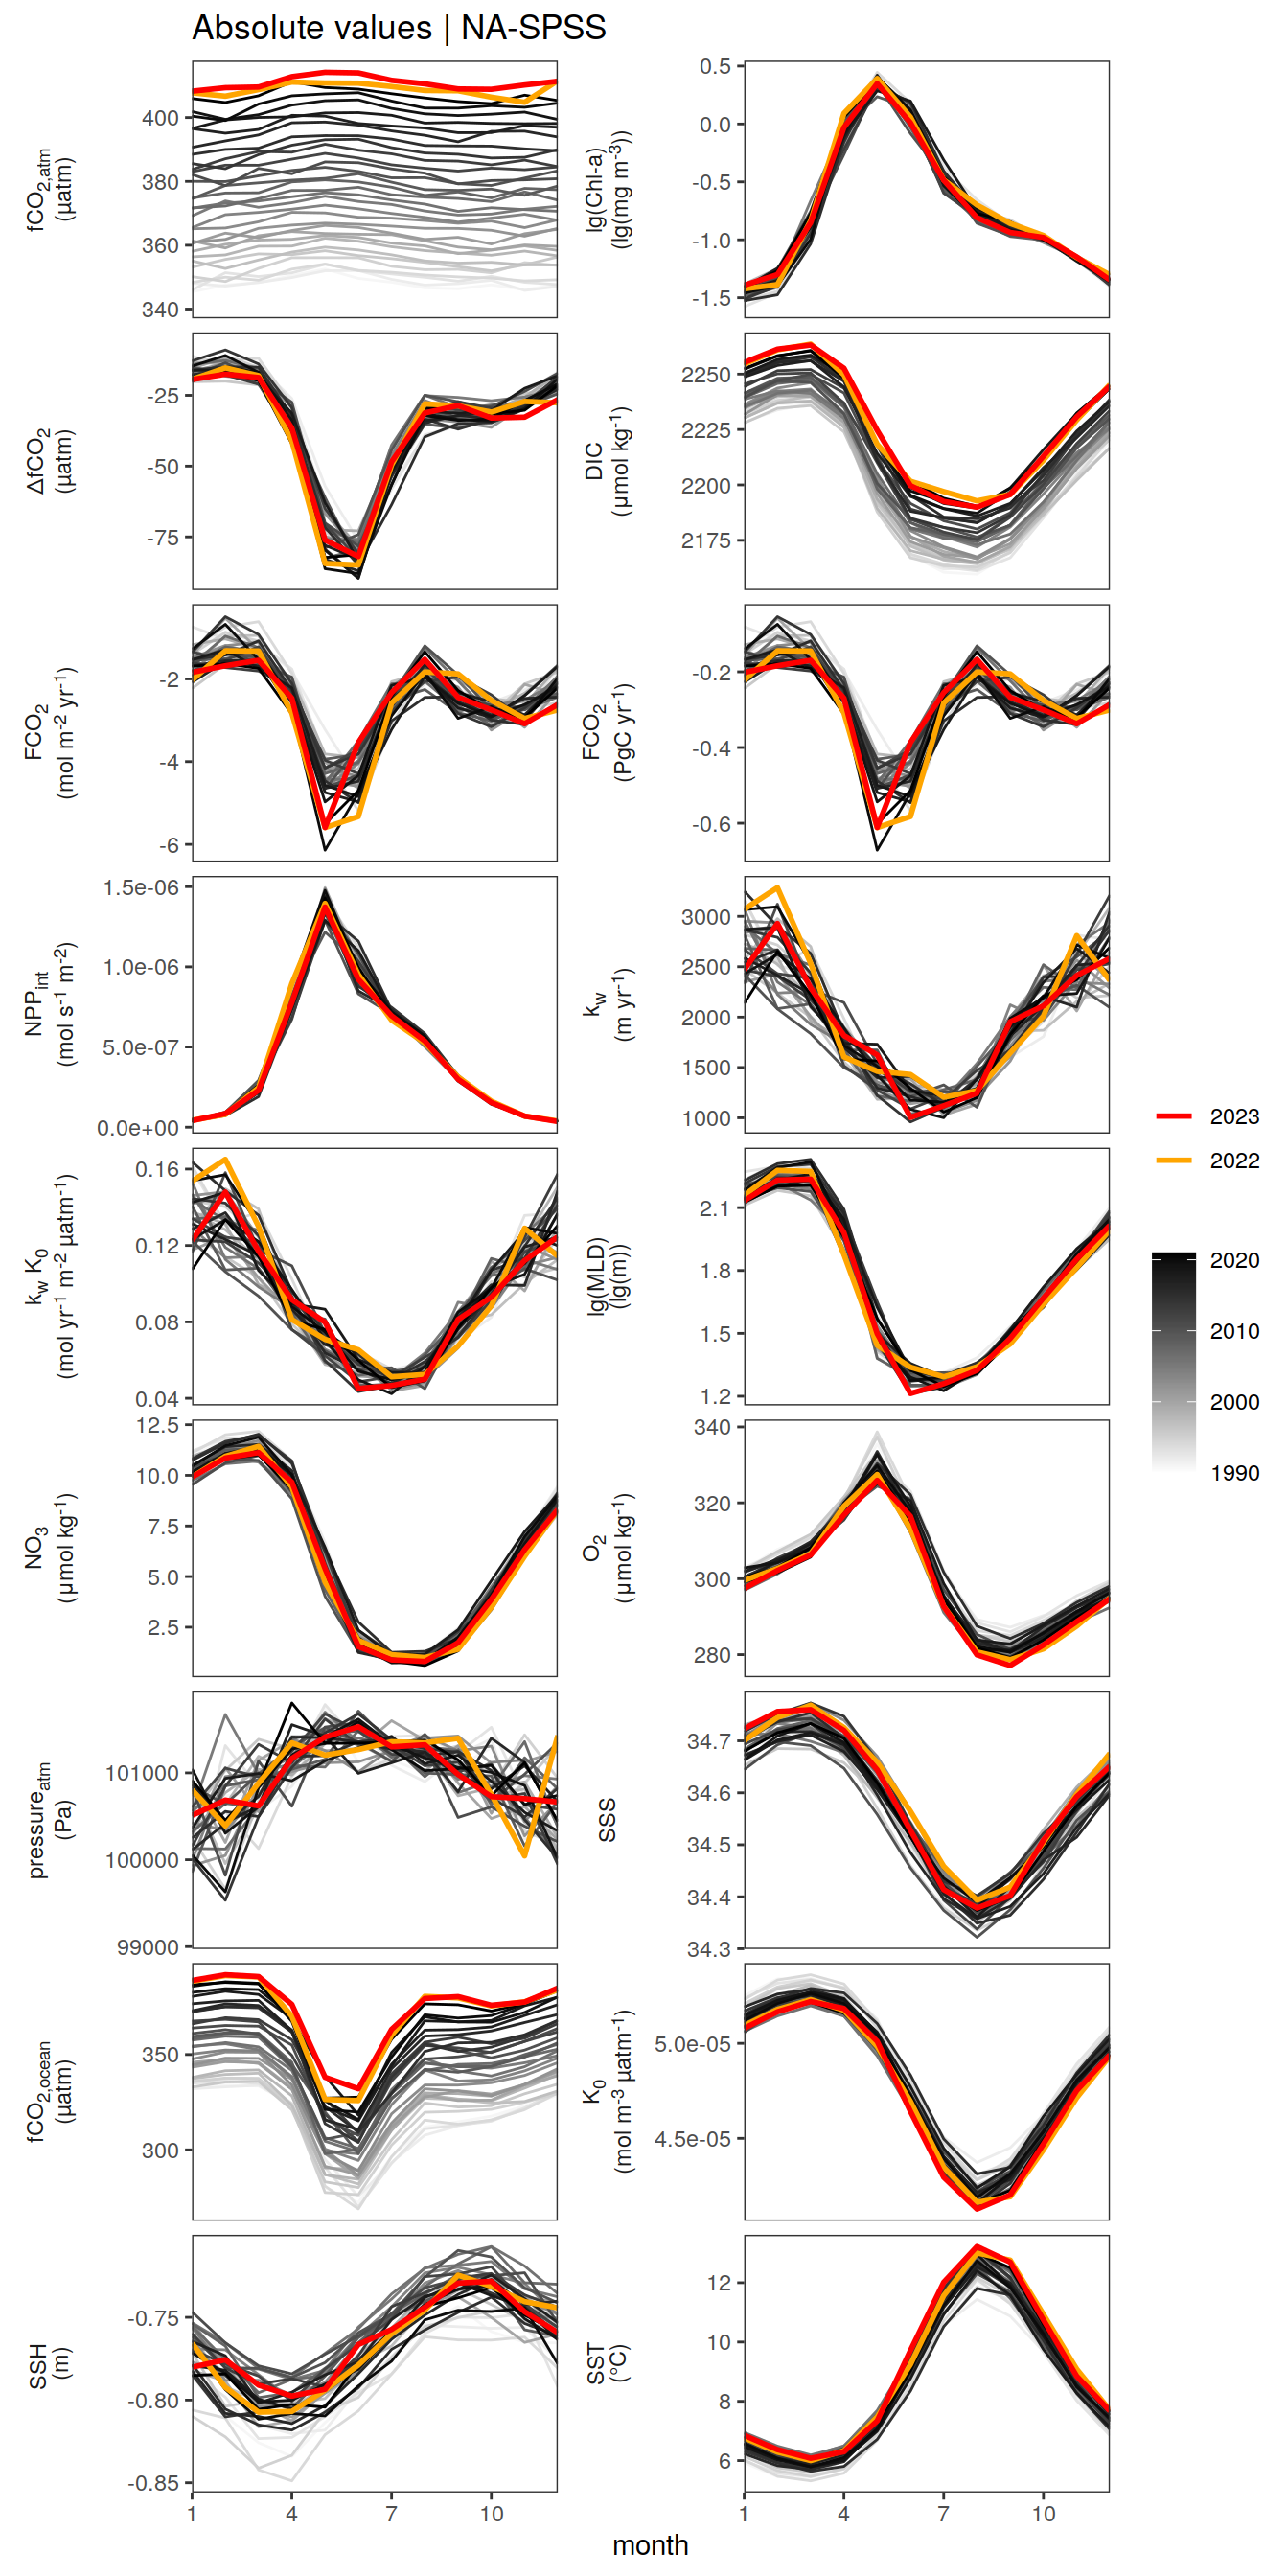 Absolute values | NA-SPSS
fCO2,atm
(µatm)
400
380
360
340
lg(Chl-a)
(lg(mg m-3))
0.5
0.0
-0.5
-1.0
-1.5
ΔfCO2
(µatm)
-25
-50
-75
DIC
(µmol kg-1)
2250
2225
2200
2175
FCO2
(mol m-2 yr-1)
-2
-4
-6
FCO2
(PgC yr-1)
-0.2
-0.4
-0.6
NPPint
(mol s-1 m-2)
1.5e-06
1.0e-06
5.0e-07
0.0e+00
kw
(m yr-1)
3000
2500
2000
1500
1000
kw K0
(mol yr-1 m-2 µatm-1)
0.16
0.12
0.08
0.04
lg(MLD)
(lg(m))
2.1
1.8
1.5
1.2
NO3
(µmol kg-1)
12.5
10.0
7.5
5.0
2.5
O2
(µmol kg-1)
340
320
300
280
pressureatm
(Pa)
101000
100000
99000
SSS
34.7
34.6
34.5
34.4
34.3
fCO2,ocean
(µatm)
350
300
K0
(mol m-3 µatm-1)
5.0e-05
4.5e-05
SSH
(m)
-0.75
-0.80
-0.85
SST
(°C)
12
10
8
6
1 4 7 10
1 4 7 10
month
2023
2022
2020
2010
2000
1990